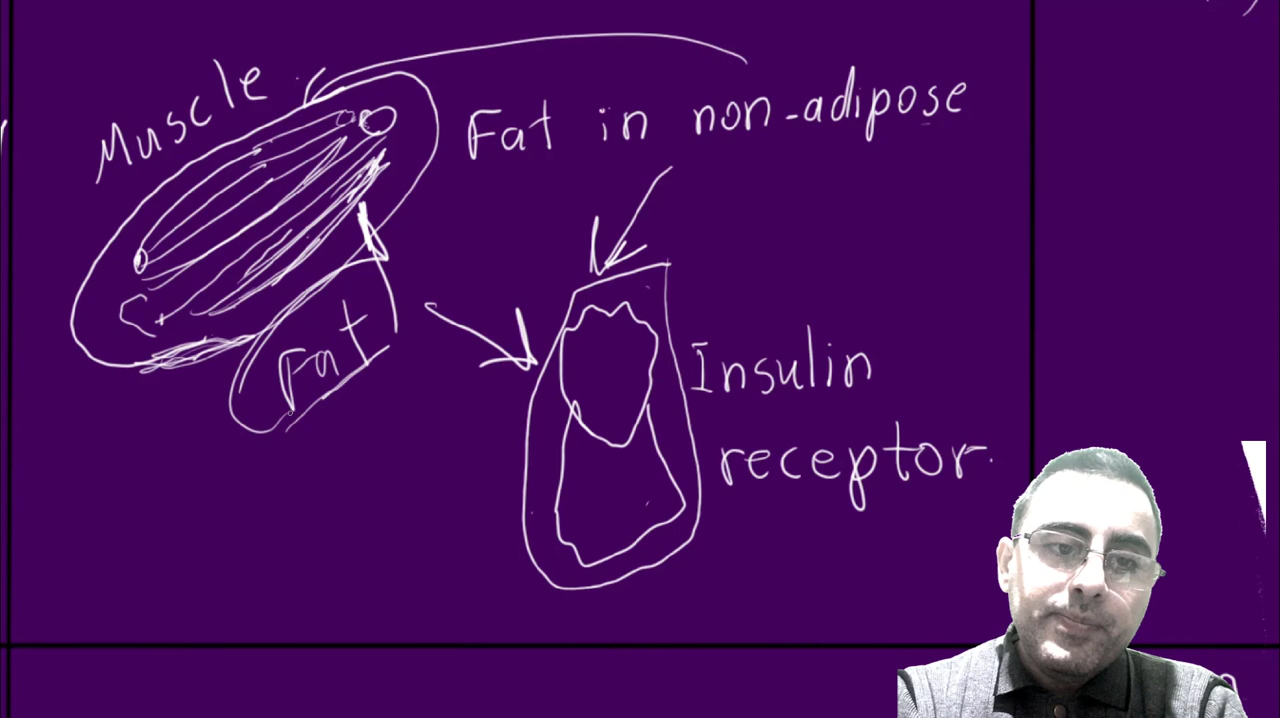 Muscle
Fat in non-adipose
Fat
Insulin
receptor